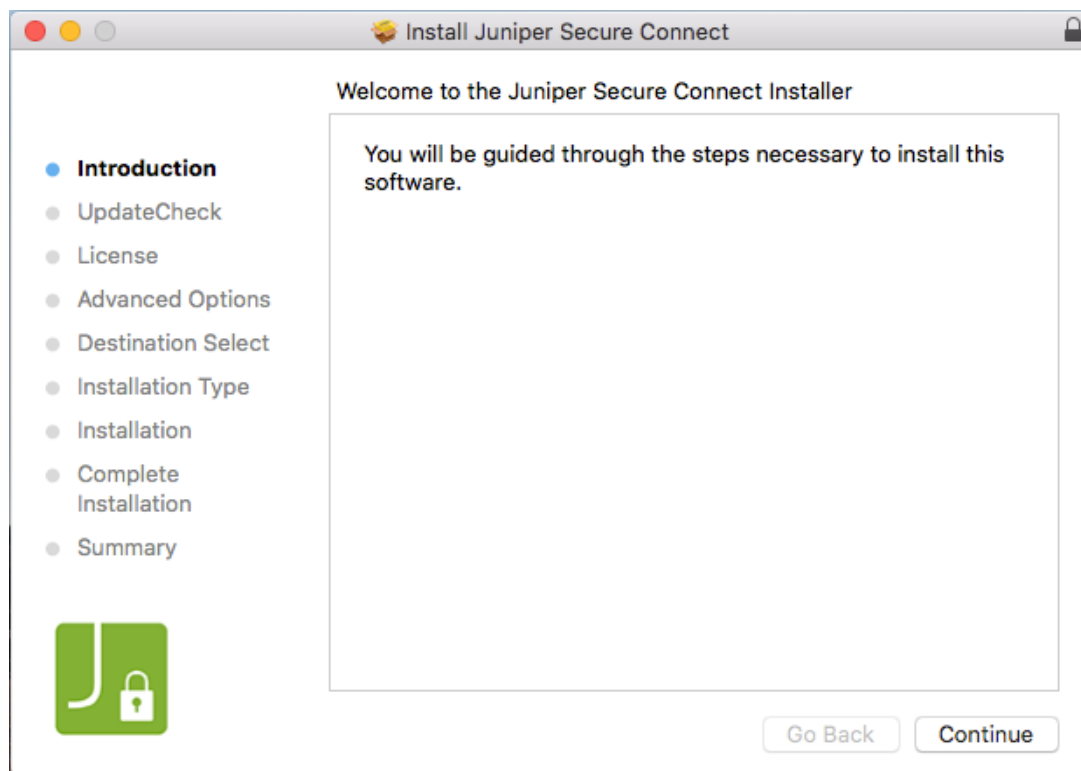 Install Juniper Secure Connect
Welcome to the Juniper Secure Connect Installer
Introduction
UpdateCheck
License
Advanced Options
Destination Select
Installation Type
Installation
Complete
Installation
Summary
You will be guided through the steps necessary to install this
software.
J
Go Back
Continue